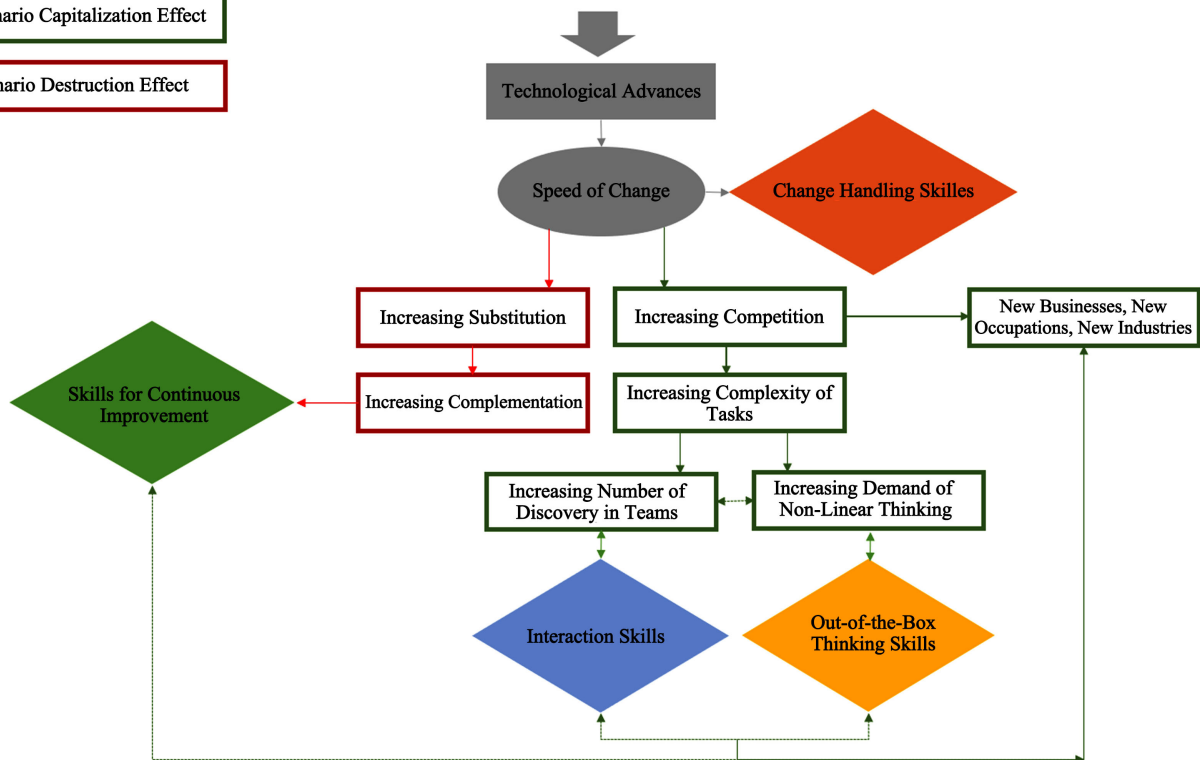 Capitalization Effect
Destruction Effect
Technological Advances
Speed of Change
Change Handling Skilles
Increasing Substitution
Increasing Competition
New Businesses, New
Occupations, New Industries
Skills for Continuous
Improvement
Increasing Complementation
Increasing Complexity of
Tasks
Increasing Number of
Discovery in Teams
Increasing Demand of
Non-Linear Thinking
Interaction Skills
Out-of-the-Box
Thinking Skills